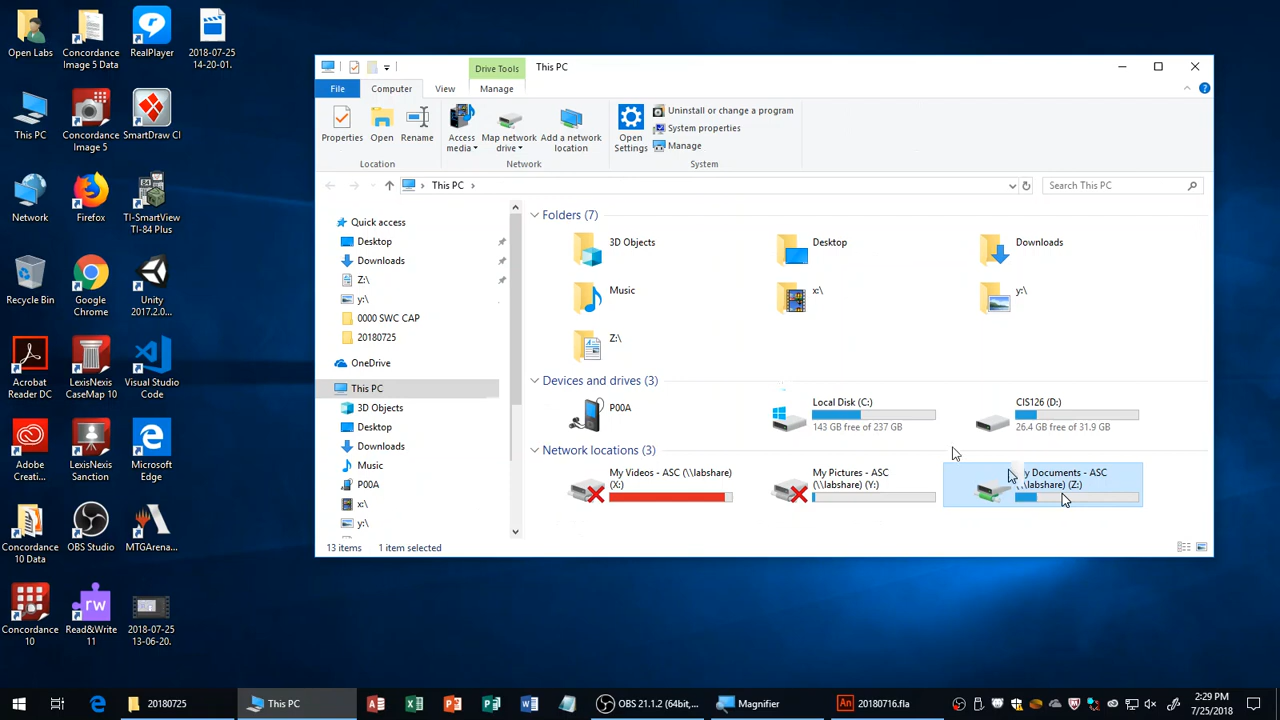 Open Labs
Concordance
Image 5 Data
RealPlayer
2018-07-25
14-20-01.
This PC
Concordance
Image 5
SmartDraw CI
Network
Firefox
TI-SmartView
TI-84 Plus
Recycle Bin
Google
Chrome
Unity
2017.2.0...
Acrobat
Reader DC
LexisNexis
CaseMap 10
Visual Studio
Code
Adobe
Creati...
LexisNexis
Sanction
Microsoft
Edge
Concordance
10 Data
OBS Studio
MTGArena...
Concordance
10
Read&Write
11
2018-07-25
13-06-20.
Drive Tools
This PC
File
Computer
View
Manage
Properties
Open
Rename
Access
media
Map network
drive
Add a network
location
Open
Settings
Uninstall or change a program
System properties
Manage
Location
Network
System
This PC
Search This PC
Quick access
Desktop
Downloads
Z:\
y:\
0000 SWC CAP
20180725
OneDrive
This PC
3D Objects
Desktop
Downloads
Music
P00A
x:\
y:\
Folders (7)
3D Objects
Desktop
Downloads
Music
x:\
y:\
Z:\
Devices and drives (3)
P00A
Local Disk (C:)
143 GB free of 237 GB
CIS126 (D:)
26.4 GB free of 31.9 GB
Network locations (3)
My Videos - ASC (\\labshare)
(X:)
My Pictures - ASC
(\\labshare) (Y:)
y Documents - ASC
\\labshare) (Z:)
13 items
1 item selected
20180725
This PC
OBS 21.1.2 (64bit,...
Magnifier
An
20180716.fla
2:29 PM
7/25/2018